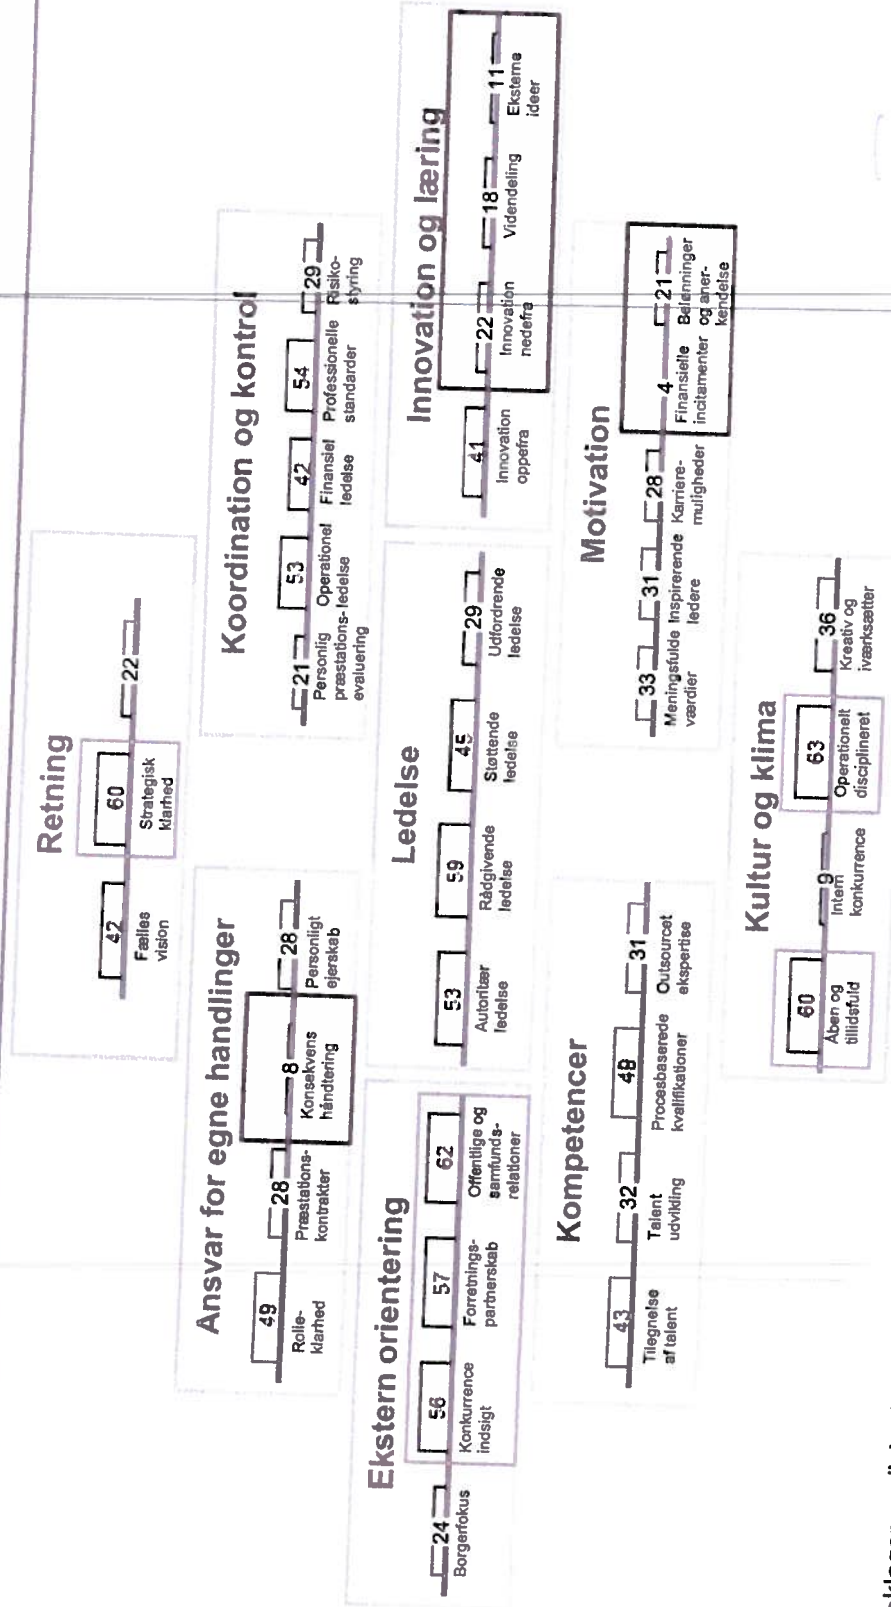 Retning
42
60
22
Fælles
vision
Strategisk
klarhed
Ansvar for egne handlinger
49
28
8
28
Rolle-
klarhed
Præstations-
kontrakter
Konsekvens
håndtering
Personligt
ejerskab
Koordination og kontrol
21
53
42
54
29
Personlig
præstations-
evaluering
Operationel
ledelse
Finansiel
ledelse
Professionelle
standarder
Risiko-
styring
Ekstern orientering
24
56
57
62
Borgerfokus
Konkurrence
indsigt
Forretnings-
partnerskab
Offentlige og
samfunds-
relationer
Ledelse
53
59
45
29
Autoritær
ledelse
Rådgivende
ledelse
Støttende
ledelse
Udfordrende
ledelse
Innovation og læring
41
22
18
11
Innovation
oppefra
Innovation
nedefra
Videndeling
Eksterne
ideer
Kompetencer
43
32
48
31
Tilegnelse
af talent
Talent
udvikling
Procesbaserede
kvalifikationer
Outsourcet
ekspertise
Motivation
33
31
28
4
21
Meningsfulde
værdier
Inspirerende
ledere
Karriere-
muligheder
Finansielle
incitamenter
Belønninger
og aner-
kendelse
Kultur og klima
60
9
63
36
Åben og
tillidsfuld
Intern
konkurrence
Operationelt
disciplineret
Kreativ og
iværksætter